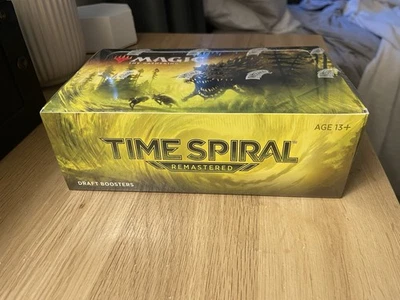 MAGIC
AGE 13+
TIME SPIRAL
REMASTERED
DRAFT BOOSTERS